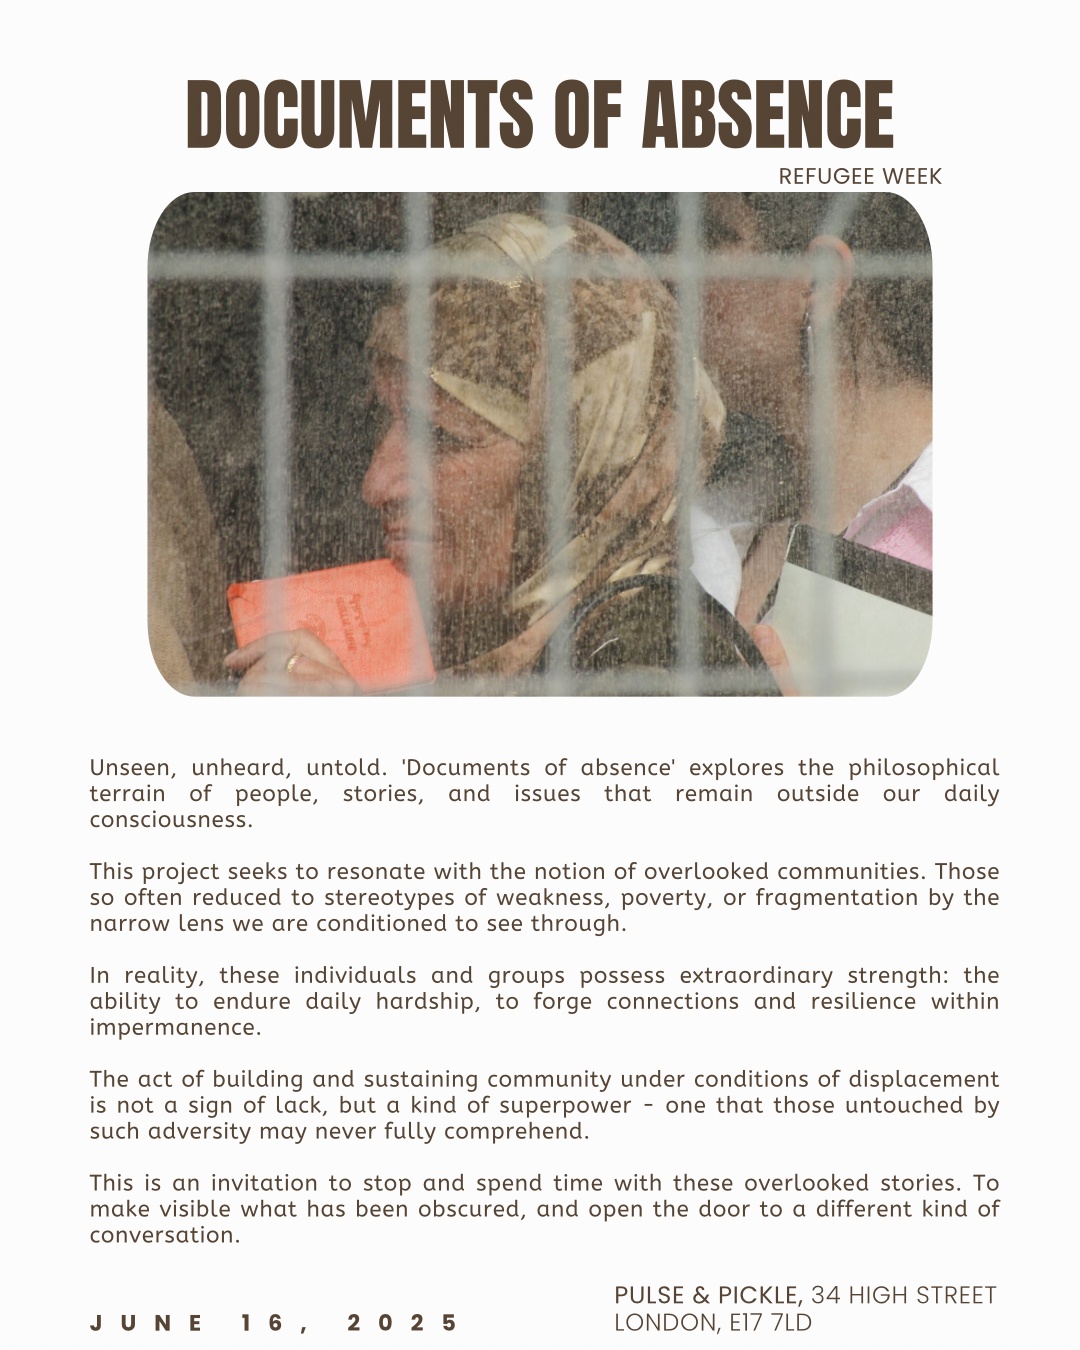 DOCUMENTS OF ABSENCE
REFUGEE WEEK
Unseen, unheard, untold. 'Documents of absence' explores the philosophical
terrain of people, stories, and issues that remain outside our daily
consciousness.
This project seeks to resonate with the notion of overlooked communities. Those
so often reduced to stereotypes of weakness, poverty, or fragmentation by the
narrow lens we are conditioned to see through.
In reality, these individuals and groups possess extraordinary strength: the
ability to endure daily hardship, to forge connections and resilience within
impermanence.
The act of building and sustaining community under conditions of displacement
is not a sign of lack, but a kind of superpower - one that those untouched by
such adversity may never fully comprehend.
This is an invitation to stop and spend time with these overlooked stories. To
make visible what has been obscured, and open the door to a different kind of
conversation.
JUNE 16, 2025
PULSE & PICKLE, 34 HIGH STREET
LONDON, E17 7LD